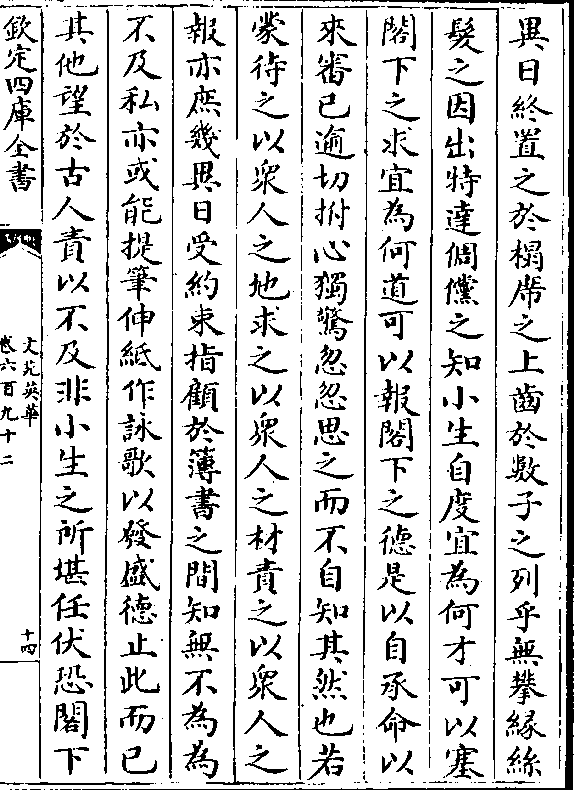 異日終置之於榻席之上齒於數子之列乎無攀縁絲
髮之因出特達倜儻之知小生自度宜為何才可以塞
閣下之求宜為何道可以報閣下之德是以自承命以
來審已逾切拊心獨驚忽忽思之而不自知其然也若
蒙待之以衆人之地求之以衆人之材責之以衆人之
報亦庶幾異日受約束指顧於簿書之間知無不為為
不及私亦或能提筆伸紙作詠歌以發盛德止此而已
其他望於古人責以不及非小生之所堪任伏恐閣下
欽定四庫全書
文苑英華
卷六百九十二
十四